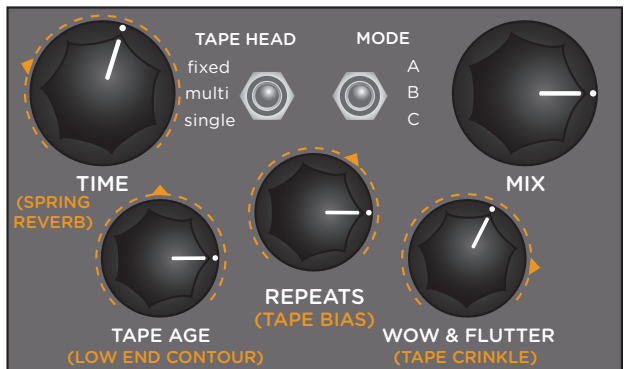 TAPE HEAD
MODE
fixed
multi
single
A
B
C
TIME
(SPRING
REVERB)
MIX
REPEATS
(TAPE BIAS)
TAPE AGE
(LOW END CONTOUR)
WOW & FLUTTER
(TAPE CRINKLE)